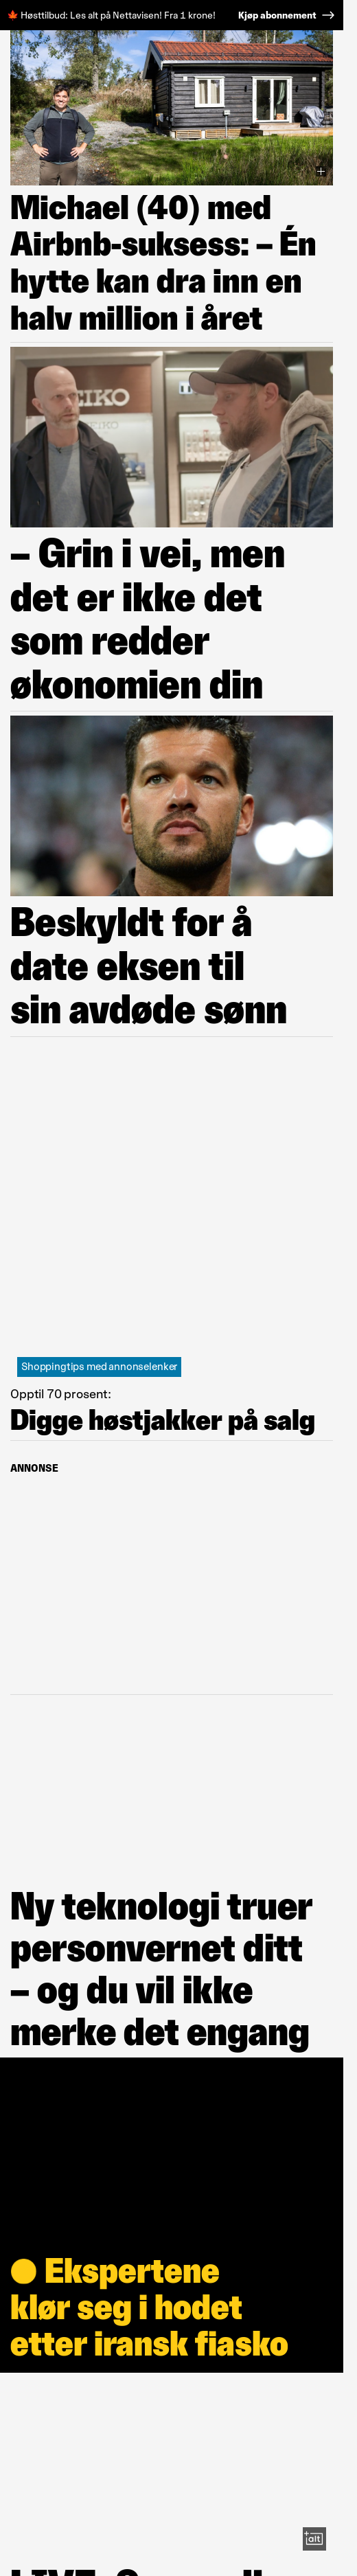 Høsttilbud: Les alt på Nettavisen! Fra 1 krone! Kjøp abonnement
Michael (40) med
Airbnb-suksess: – Én
hytte kan dra inn en
halv million i året
– Grin i vei, men
det er ikke det
som redder
økonomien din
Beskyldt for å
date eksen til
sin avdøde sønn
Shoppingtips med annonselenker
Opptil 70 prosent:
Digge høstjakker på salg
ANNONSE
Ny teknologi truer
personvernet ditt
– og du vil ikke
merke det engang
Ekspertene
klør seg i hodet
etter iransk fiasko
+alt